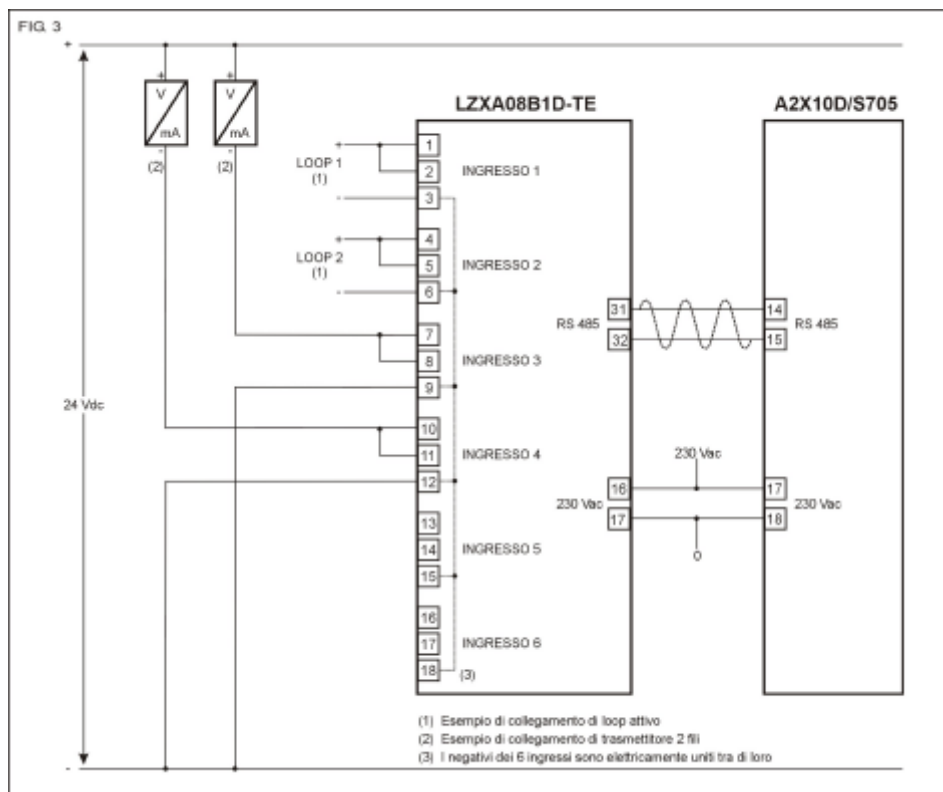 FIG. 3
+
+ +
V V
mA mA
- -
(2) (2)
24 Vdc
-
LZXA08B1D-TE
A2X10D/S705
+
LOOP 1
(1)
-
1
2 INGRESSO 1
3
+
LOOP 2
(1)
-
4
5 INGRESSO 2
6
7
8 INGRESSO 3
9
10
11 INGRESSO 4
12
13
14 INGRESSO 5
15
16
17 INGRESSO 6
18 (3)
RS 485
31
32
14
15
RS 485
230 Vac
230 Vac
16
17
17
18
230 Vac
0
(1) Esempio di collegamento di loop attivo
(2) Esempio di collegamento di trasmettitore 2 fili
(3) I negativi dei 6 ingressi sono elettricamente uniti tra di loro